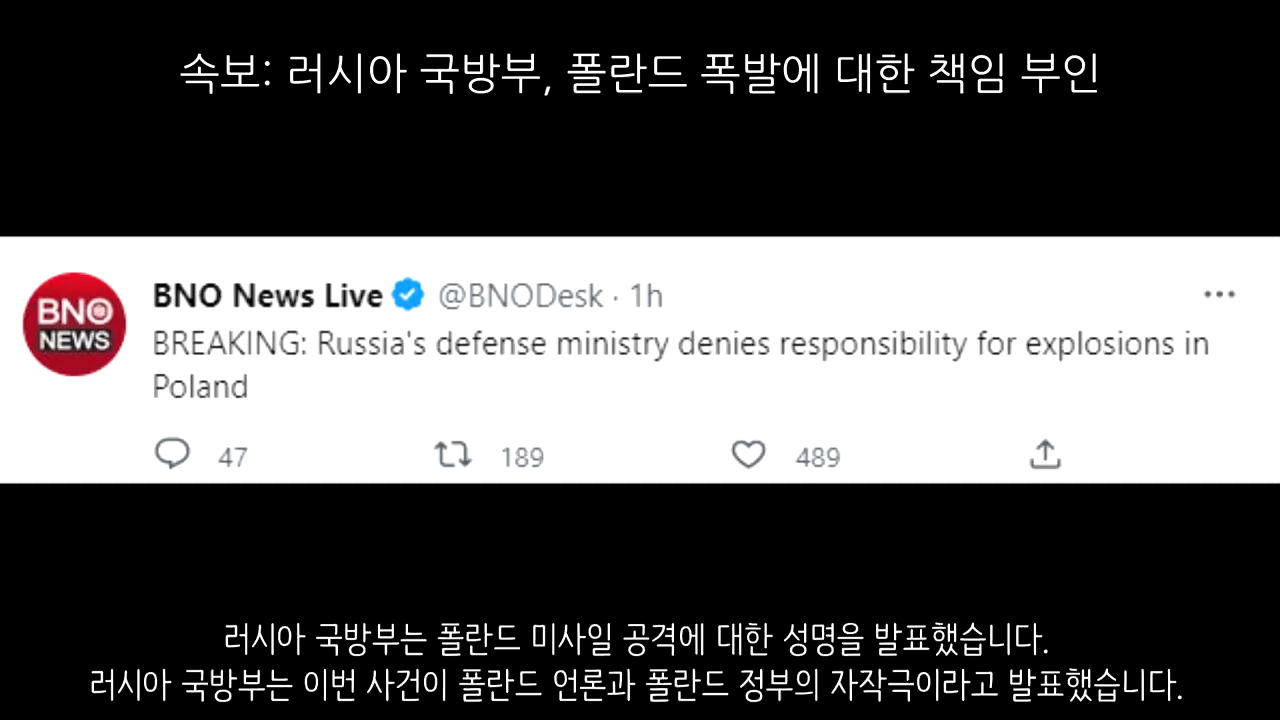 속보: 러시아 국방부, 폴란드 폭발에 대한 책임 부인
BNO NEWS
BNO News Live @BNODesk · 1h
BREAKING: Russia's defense ministry denies responsibility for explosions in
Poland
47 189 489
러시아 국방부는 폴란드 미사일 공격에 대한 성명을 발표했습니다.
러시아 국방부는 이번 사건이 폴란드 언론과 폴란드 정부의 자작극이라고 발표했습니다.